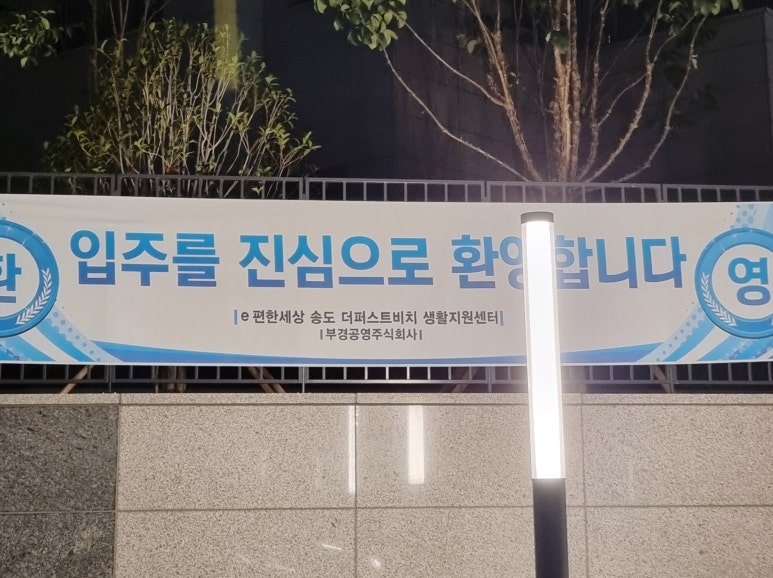 환
입주를 진심으로 환영합니다
영
e 편한세상 송도 더퍼스트비치 생활지원센터
부경공영주식회사